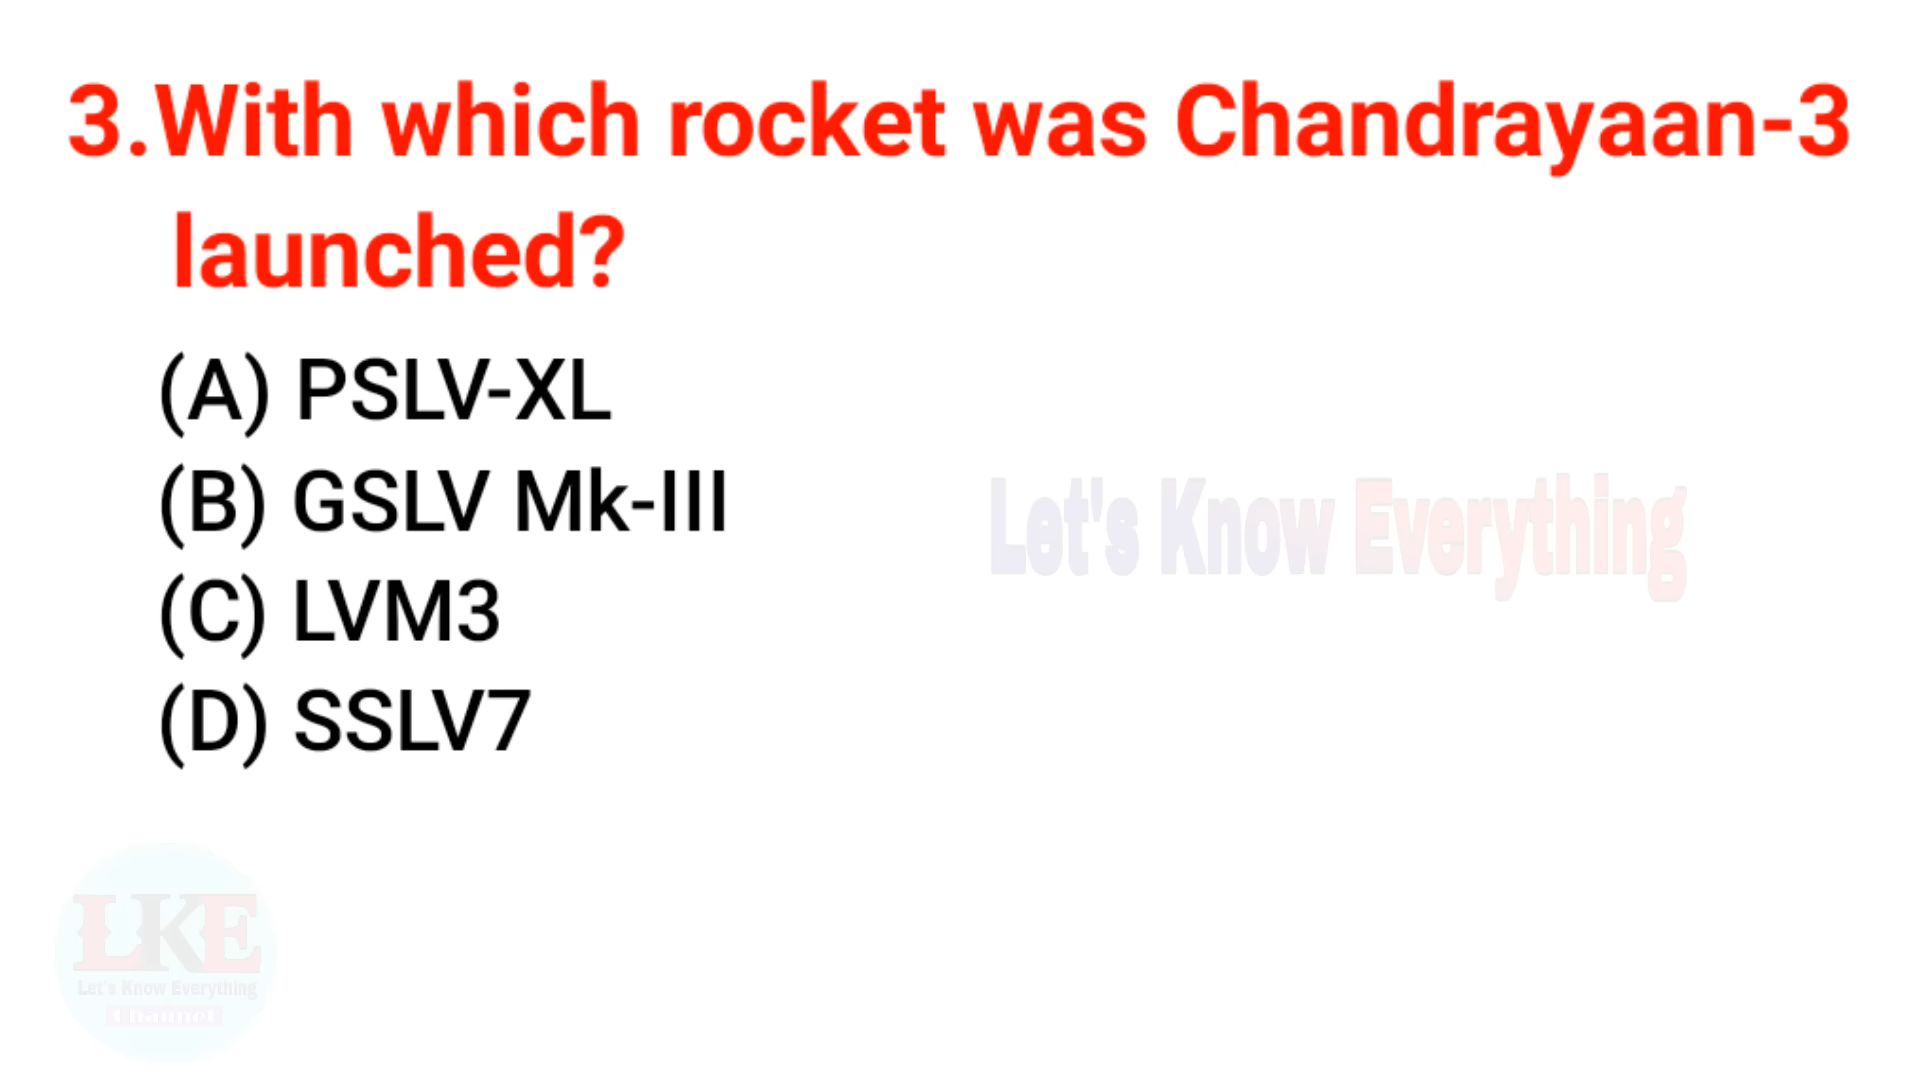 3.With which rocket was Chandrayaan-3
launched?
(A) PSLV-XL
(B) GSLV Mk-III
Let's Know Everything
(C) LVM3
(D) SSLV7
LKE
Let's Know Everything
Channel